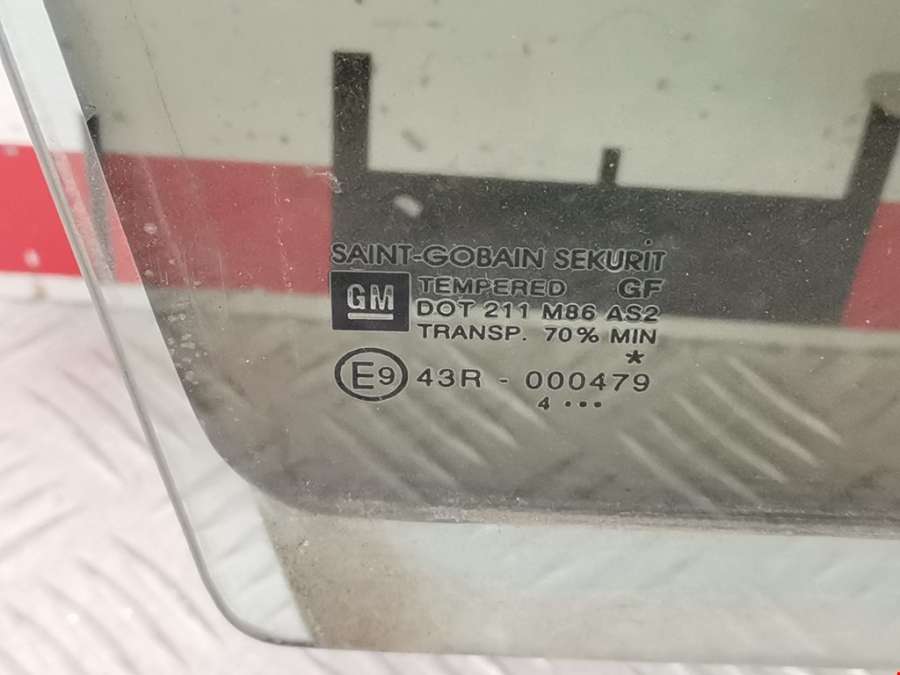 SAINT-GOBAIN SEKURIT
GM TEMPERED GF
DOT 211 M86 AS2
TRANSP. 70% MIN
*
E9 43R - 000479
4 •••